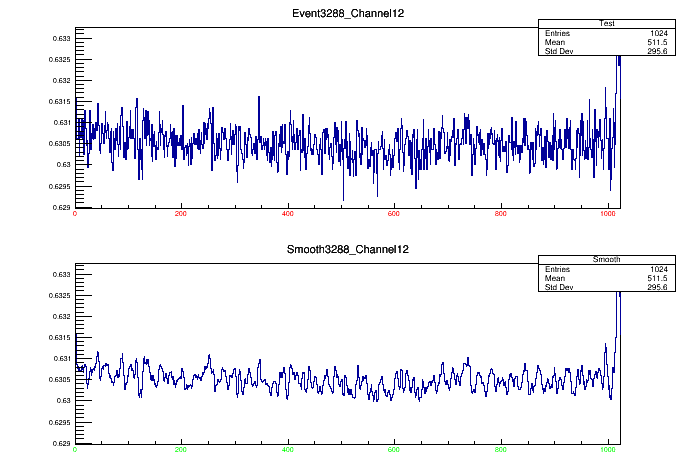 Event3288_Channel12
Test
Entries 1024
Mean 511.5
Std Dev 295.6
0.633
0.6325
0.632
0.6315
0.631
0.6305
0.63
0.6295
0.629
0 200 400 600 800 1000
Smooth3288_Channel12
Smooth
Entries 1024
Mean 511.5
Std Dev 295.6
0.633
0.6325
0.632
0.6315
0.631
0.6305
0.63
0.6295
0.629
0 200 400 600 800 1000